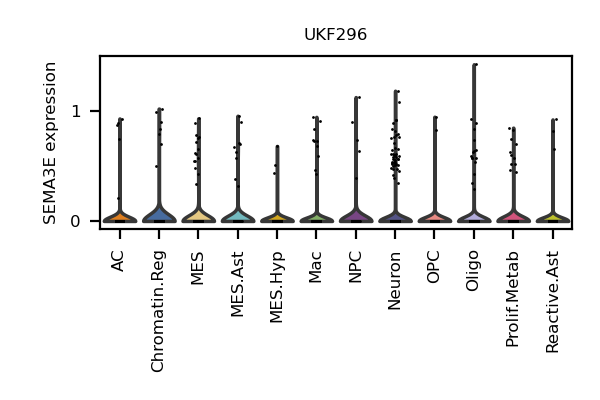 UKF296
SEMA3E expression
1
0
AC
Chromatin.Reg
MES
MES.Ast
MES.Hyp
Mac
NPC
Neuron
OPC
Oligo
Prolif.Metab
Reactive.Ast